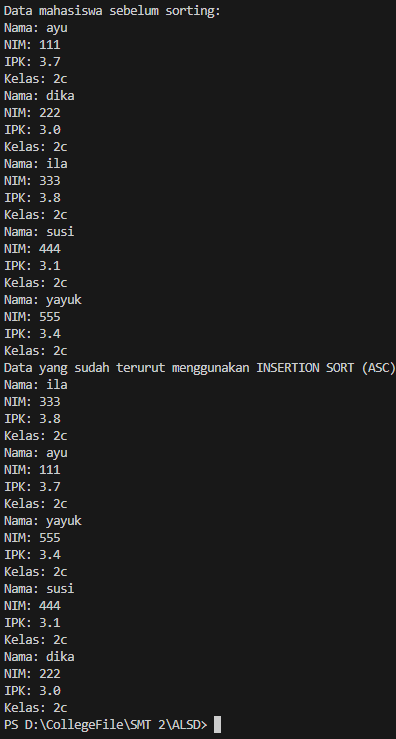 Data mahasiswa sebelum sorting:
Nama: ayu
NIM: 111
IPK: 3.7
Kelas: 2c
Nama: dika
NIM: 222
IPK: 3.0
Kelas: 2c
Nama: ila
NIM: 333
IPK: 3.8
Kelas: 2c
Nama: susi
NIM: 444
IPK: 3.1
Kelas: 2c
Nama: yayuk
NIM: 555
IPK: 3.4
Kelas: 2c
Data yang sudah terurut menggunakan INSERTION SORT (ASC)
Nama: ila
NIM: 333
IPK: 3.8
Kelas: 2c
Nama: ayu
NIM: 111
IPK: 3.7
Kelas: 2c
Nama: yayuk
NIM: 555
IPK: 3.4
Kelas: 2c
Nama: susi
NIM: 444
IPK: 3.1
Kelas: 2c
Nama: dika
NIM: 222
IPK: 3.0
Kelas: 2c
PS D:\CollegeFile\SMT 2\ALSD>